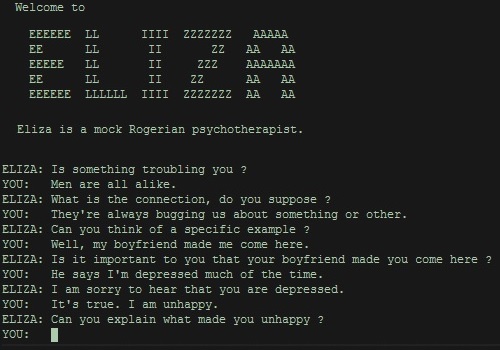 Welcome to
EEEEEE  LL      IIII  ZZZZZZZ   AAAAA
EE      LL       II       ZZ   AA   AA
EEEEE   LL       II     ZZZ    AAAAAAA
EE      LL       II    ZZ      AA   AA
EEEEEE  LLLLLL  IIII  ZZZZZZZ  AA   AA
Eliza is a mock Rogerian psychotherapist.
ELIZA: Is something troubling you ?
YOU:   Men are all alike.
ELIZA: What is the connection, do you suppose ?
YOU:   They're always bugging us about something or other.
ELIZA: Can you think of a specific example ?
YOU:   Well, my boyfriend made me come here.
ELIZA: Is it important to you that your boyfriend made you come here ?
YOU:   He says I'm depressed much of the time.
ELIZA: I am sorry to hear that you are depressed.
YOU:   It's true. I am unhappy.
ELIZA: Can you explain what made you unhappy ?
YOU: